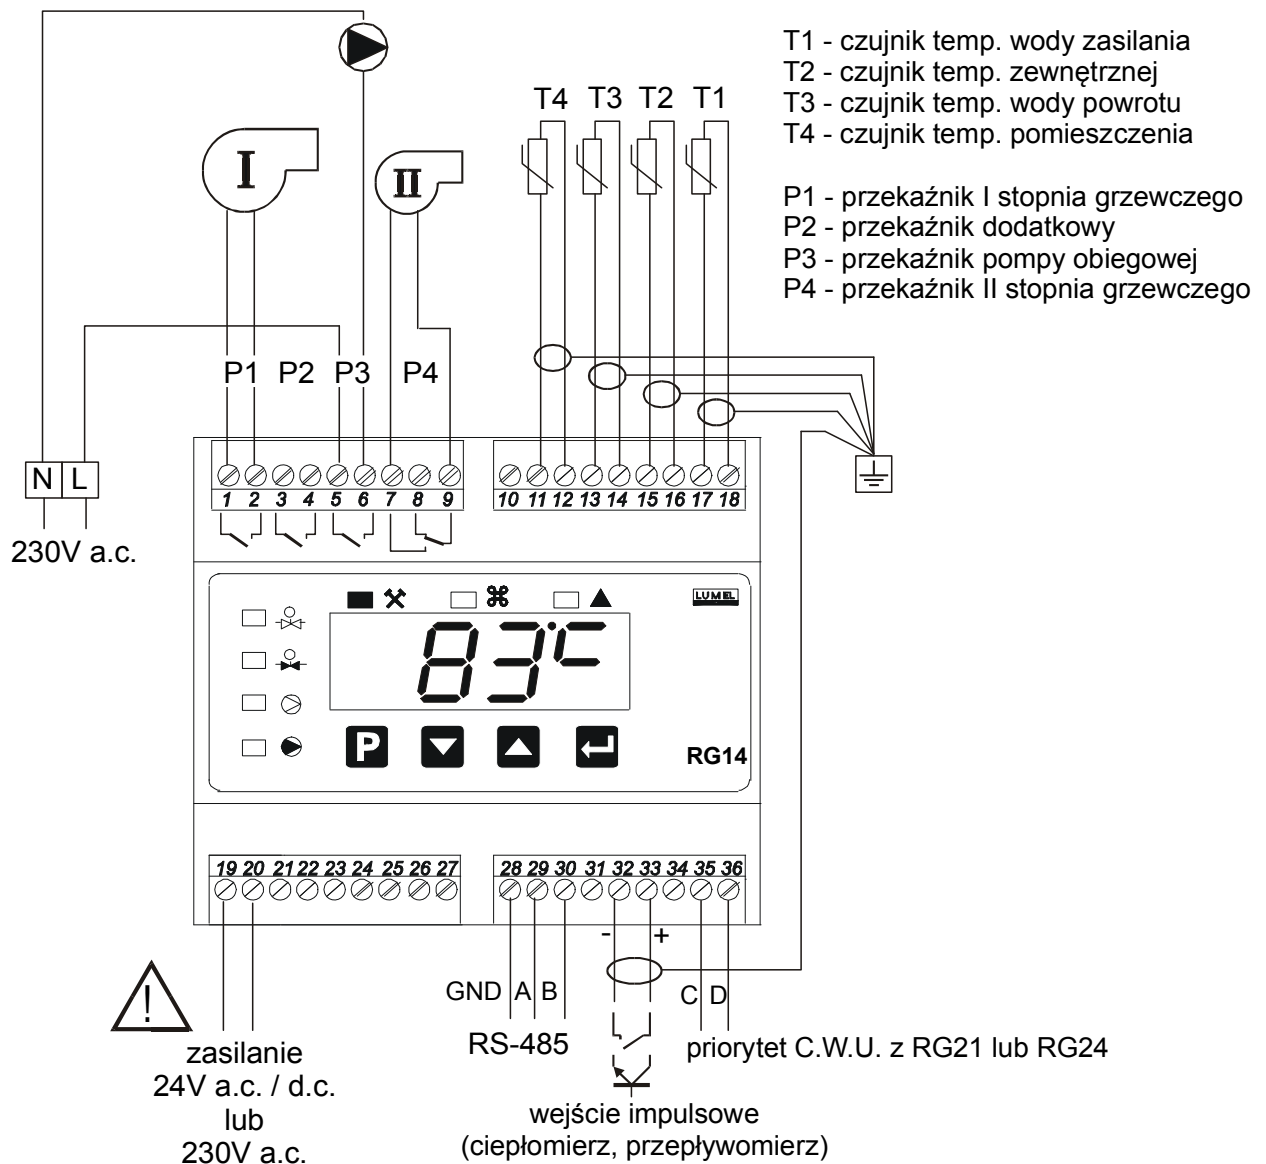 T1 - czujnik temp. wody zasilania
T2 - czujnik temp. zewnętrznej
T3 - czujnik temp. wody powrotu
T4 - czujnik temp. pomieszczenia
P1 - przekaźnik I stopnia grzewczego
P2 - przekaźnik dodatkowy
P3 - przekaźnik pompy obiegowej
P4 - przekaźnik II stopnia grzewczego
T4 T3 T2 T1
I II
P1 P2 P3 P4
N L
230V a.c.
1 2 3 4 5 6 7 8 9
10 11 12 13 14 15 16 17 18
LUMEL
83°C
P
RG14
19 20 21 22 23 24 25 26 27
28 29 30 31 32 33 34 35 36
- +
GND A B
C D
RS-485
priorytet C.W.U. z RG21 lub RG24
!
zasilanie
24V a.c. / d.c.
lub
230V a.c.
wejście impulsowe
(ciepłomierz, przepływomierz)